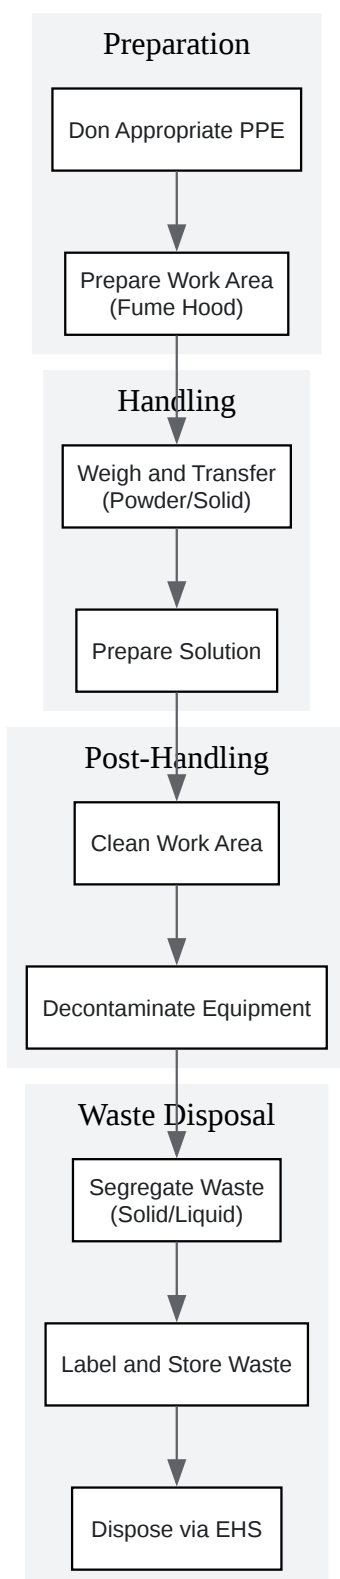 Preparation
Don Appropriate PPE
Prepare Work Area
(Fume Hood)
Handling
Weigh and Transfer
(Powder/Solid)
Prepare Solution
Post-Handling
Clean Work Area
Decontaminate Equipment
Waste Disposal
Segregate Waste
(Solid/Liquid)
Label and Store Waste
Dispose via EHS